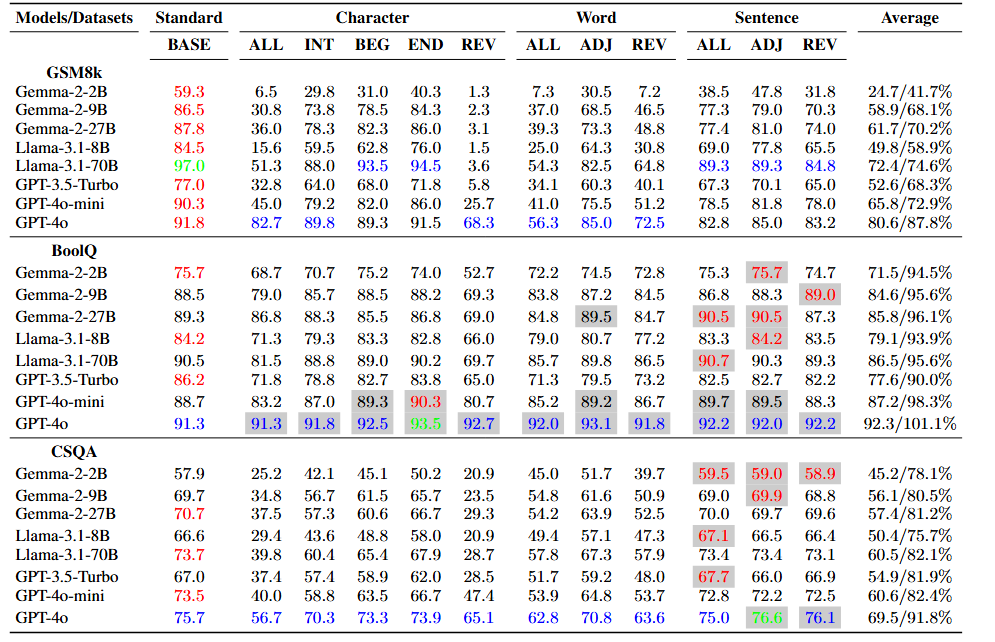 Models/Datasets Standard Character Word Sentence Average
BASE ALL INT BEG END REV ALL ADJ REV ALL ADJ REV
GSM8k
Gemma-2-2B 59.3 6.5 29.8 31.0 40.3 1.3 7.3 30.5 7.2 38.5 47.8 31.8 24.7/41.7%
Gemma-2-9B 86.5 30.8 73.8 78.5 84.3 2.3 37.0 68.5 46.5 77.3 79.0 70.3 58.9/68.1%
Gemma-2-27B 87.8 36.0 78.3 82.3 86.0 3.1 39.3 73.3 48.8 77.4 81.0 74.0 61.7/70.2%
Llama-3.1-8B 84.5 15.6 59.5 62.8 76.0 1.5 25.0 64.3 30.8 69.0 77.8 65.5 49.8/58.9%
Llama-3.1-70B 97.0 51.3 88.0 93.5 94.5 3.6 54.3 82.5 64.8 89.3 89.3 84.8 72.4/74.6%
GPT-3.5-Turbo 77.0 32.8 64.0 68.0 71.8 5.8 34.1 60.3 40.1 67.3 70.1 65.0 52.6/68.3%
GPT-4o-mini 90.3 45.0 79.2 82.0 86.0 25.7 41.0 75.5 51.2 78.5 81.8 78.0 65.8/72.9%
GPT-4o 91.8 82.7 89.8 89.3 91.5 68.3 56.3 85.0 72.5 82.8 85.0 83.2 80.6/87.8%
BoolQ
Gemma-2-2B 75.7 68.7 70.7 75.2 74.0 52.7 72.2 74.5 72.8 75.3 75.7 74.7 71.5/94.5%
Gemma-2-9B 88.5 79.0 85.7 88.5 88.2 69.3 83.8 87.2 84.5 86.8 88.3 89.0 84.6/95.6%
Gemma-2-27B 89.3 86.8 88.3 85.5 86.8 69.0 84.8 89.5 84.7 90.5 90.5 87.3 85.8/96.1%
Llama-3.1-8B 84.2 71.3 79.3 83.3 82.8 66.0 79.0 80.7 77.2 83.3 84.2 83.5 79.1/93.9%
Llama-3.1-70B 90.5 81.5 88.8 89.0 90.2 69.7 85.7 89.8 86.5 90.7 90.3 89.3 86.5/95.6%
GPT-3.5-Turbo 86.2 71.8 78.8 82.7 83.8 65.0 71.3 79.5 73.2 82.5 82.7 82.2 77.6/90.0%
GPT-4o-mini 88.7 83.2 87.0 89.3 90.3 80.7 85.2 89.2 86.7 89.7 89.5 88.3 87.2/98.3%
GPT-4o 91.3 91.3 91.8 92.5 93.5 92.7 92.0 93.1 91.8 92.2 92.0 92.2 92.3/101.1%
CSQA
Gemma-2-2B 57.9 25.2 42.1 45.1 50.2 20.9 45.0 51.7 39.7 59.5 59.0 58.9 45.2/78.1%
Gemma-2-9B 69.7 34.8 56.7 61.5 65.7 23.5 54.8 61.6 50.9 69.0 69.9 68.8 56.1/80.5%
Gemma-2-27B 70.7 37.5 57.3 60.6 66.7 29.3 54.2 63.9 52.5 70.0 69.7 69.6 57.4/81.2%
Llama-3.1-8B 66.6 29.4 43.6 48.8 58.0 20.9 49.4 57.1 47.3 67.1 66.5 66.4 50.4/75.7%
Llama-3.1-70B 73.7 39.8 60.4 65.4 67.9 28.7 57.8 67.3 57.9 73.4 73.4 73.1 60.5/82.1%
GPT-3.5-Turbo 67.0 37.4 57.4 58.9 62.0 28.5 51.7 59.2 48.0 67.7 66.0 66.9 54.9/81.9%
GPT-4o-mini 73.5 40.0 58.8 63.5 66.7 47.4 53.9 64.8 53.7 72.8 72.2 72.5 60.6/82.4%
GPT-4o 75.7 56.7 70.3 73.3 73.9 65.1 62.8 70.8 63.6 75.0 76.6 76.1 69.5/91.8%